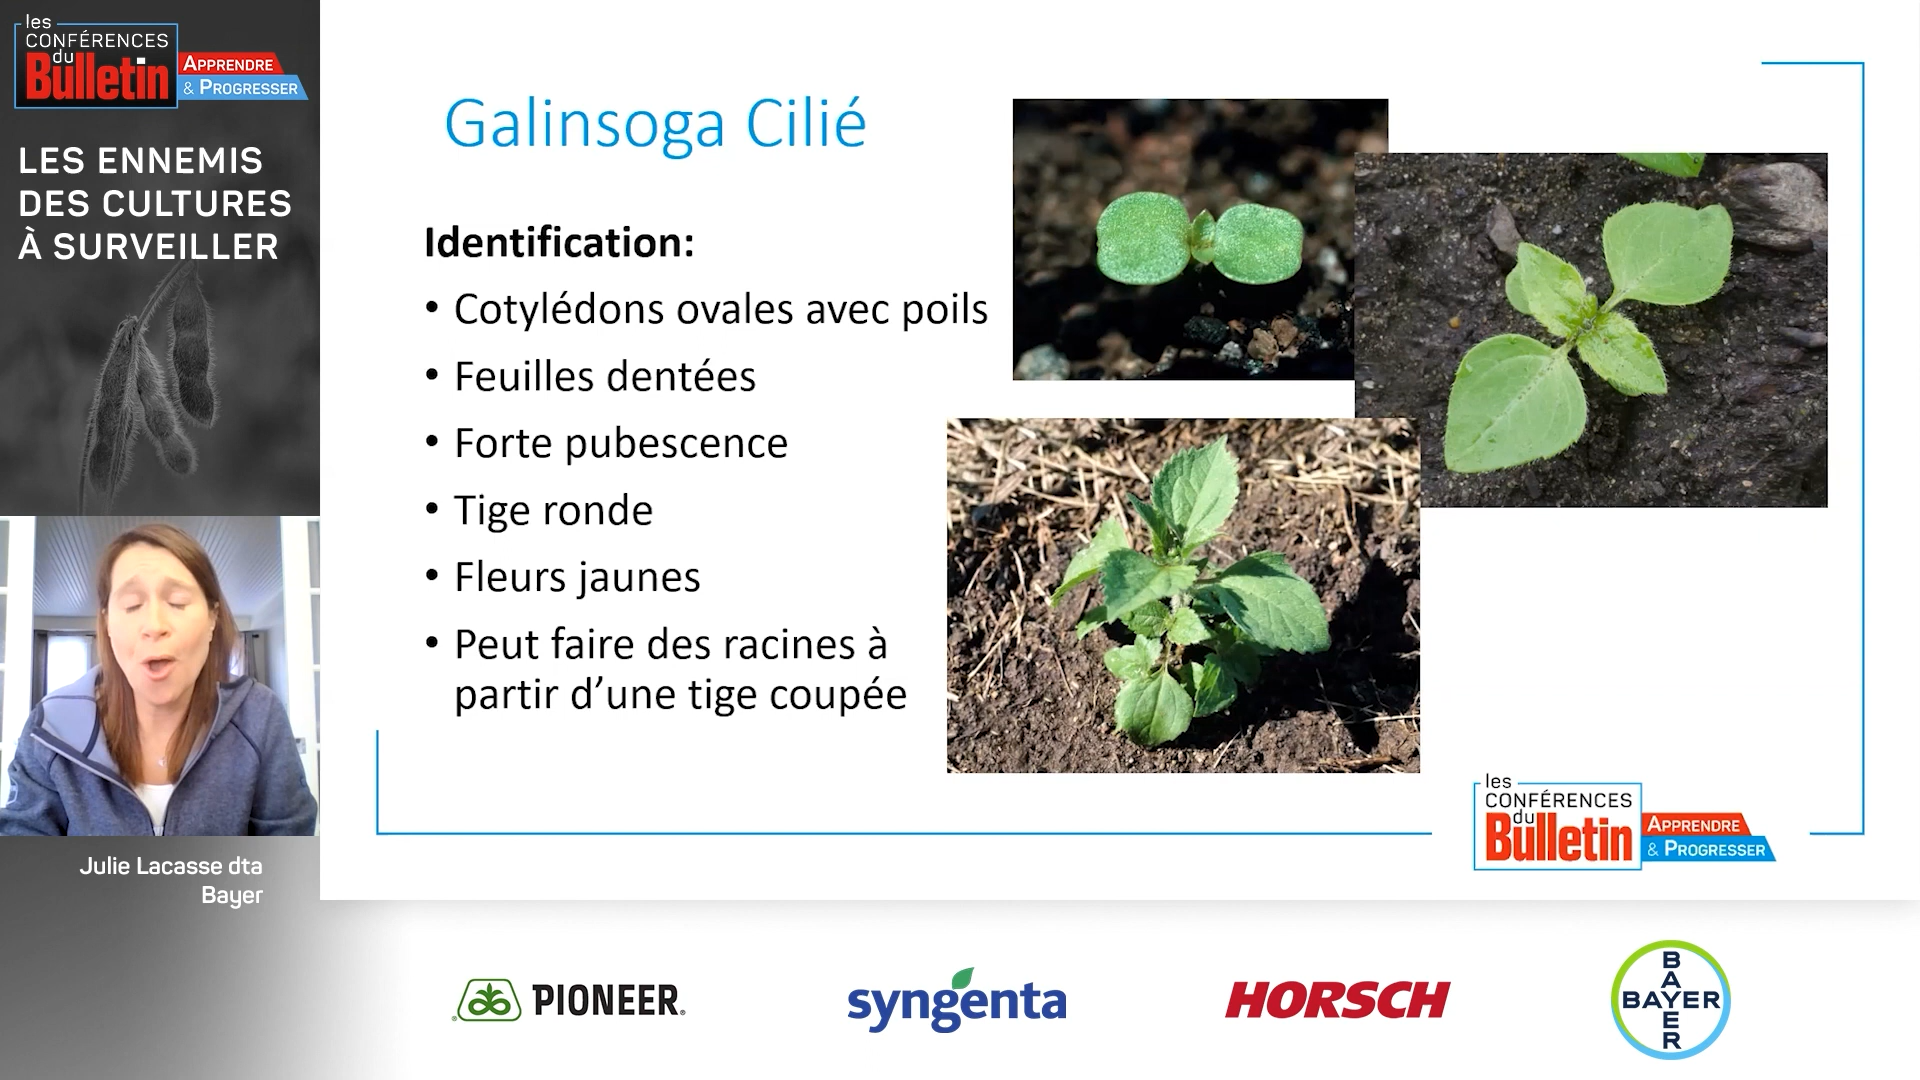 les
CONFÉRENCES
du
Bulletin
APPRENDRE
& PROGRESSER
LES ENNEMIS
DES CULTURES
À SURVEILLER
Julie Lacasse dta
Bayer
Galinsoga Cilié
Identification:
• Cotylédons ovales avec poils
• Feuilles dentées
• Forte pubescence
• Tige ronde
• Fleurs jaunes
• Peut faire des racines à
partir d’une tige coupée
les
CONFÉRENCES
du
Bulletin
APPRENDRE
& PROGRESSER
PIONEER
syngenta
HORSCH
BAYER
BAYER